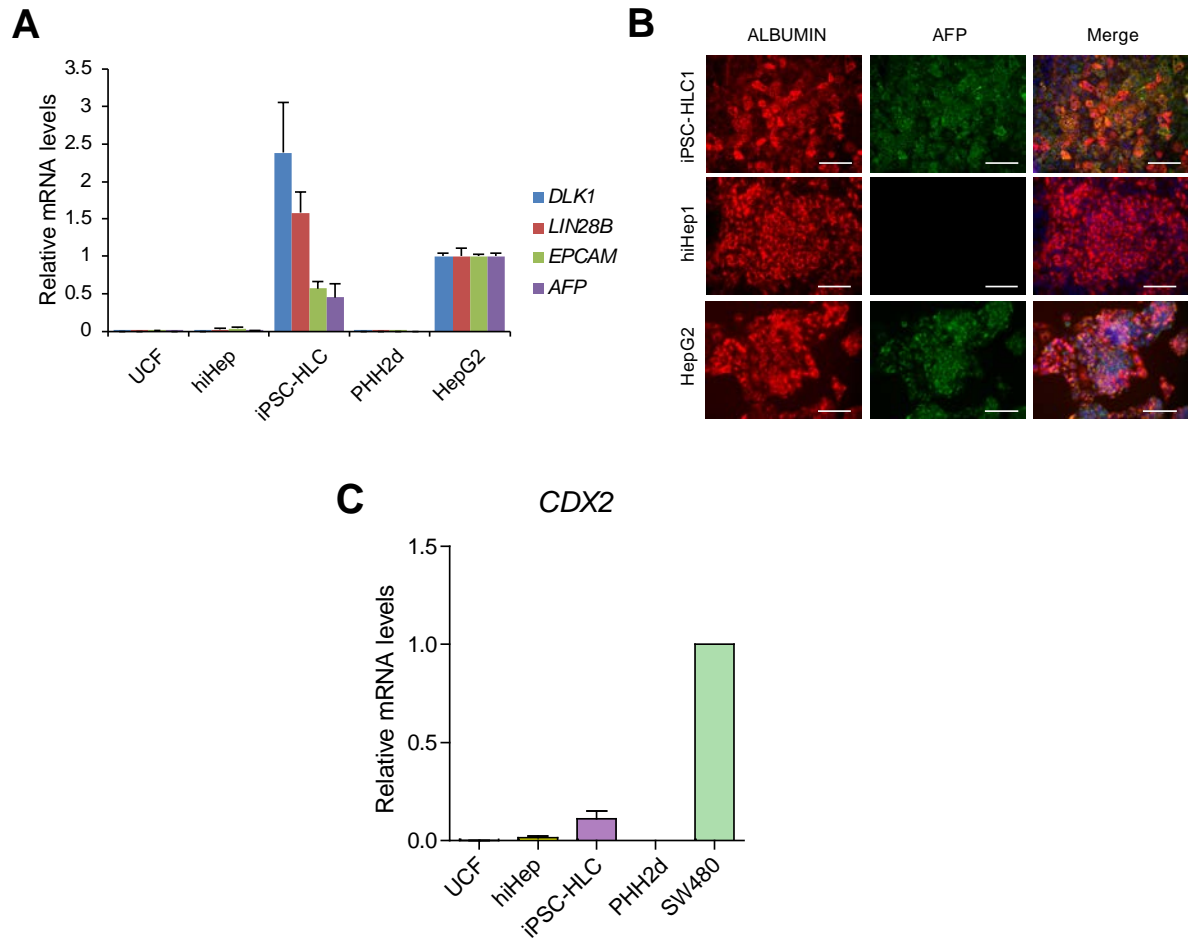 A
3.5
3
2.5
2
1.5
1
0.5
0
Relative mRNA levels
UCF
hiHep
iPSC-HLC
PHH2d
HepG2
DLK1
LIN28B
EPCAM
AFP
B
ALBUMIN AFP Merge
iPSC-HLC1
hiHep1
HepG2
C
CDX2
1.5
1.0
0.5
0.0
Relative mRNA levels
UCF
hiHep
iPSC-HLC
PHH2d
SW480